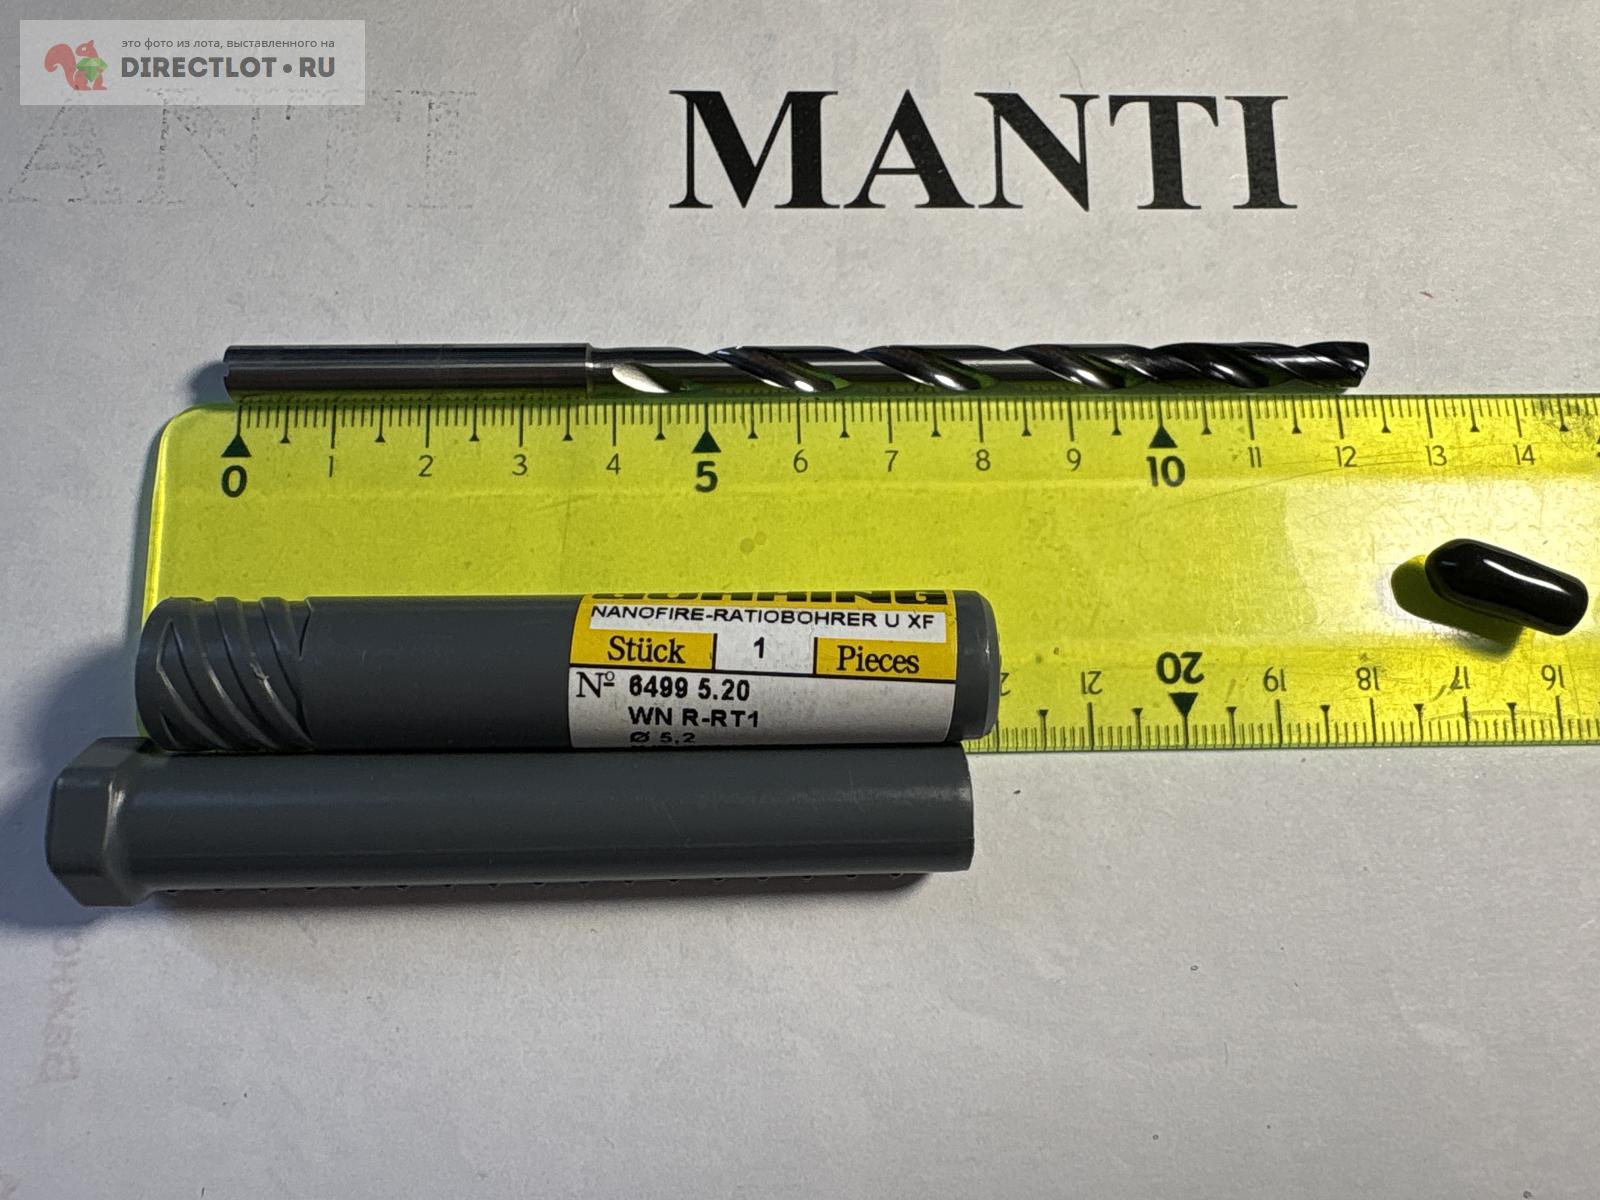 это фото из лота, выставленного на
DIRECTLOT•RU
MANTI
0 1 2 3 4 5 6 7 8 9 10 11 12 13 14
GÜHRING
NANOFIRE-RATIOBOHRER U XF
Stück 1 Pieces
Nº 6499 5.20
WN R-RT1
Ø 5.2
21 20 19 18 17 16